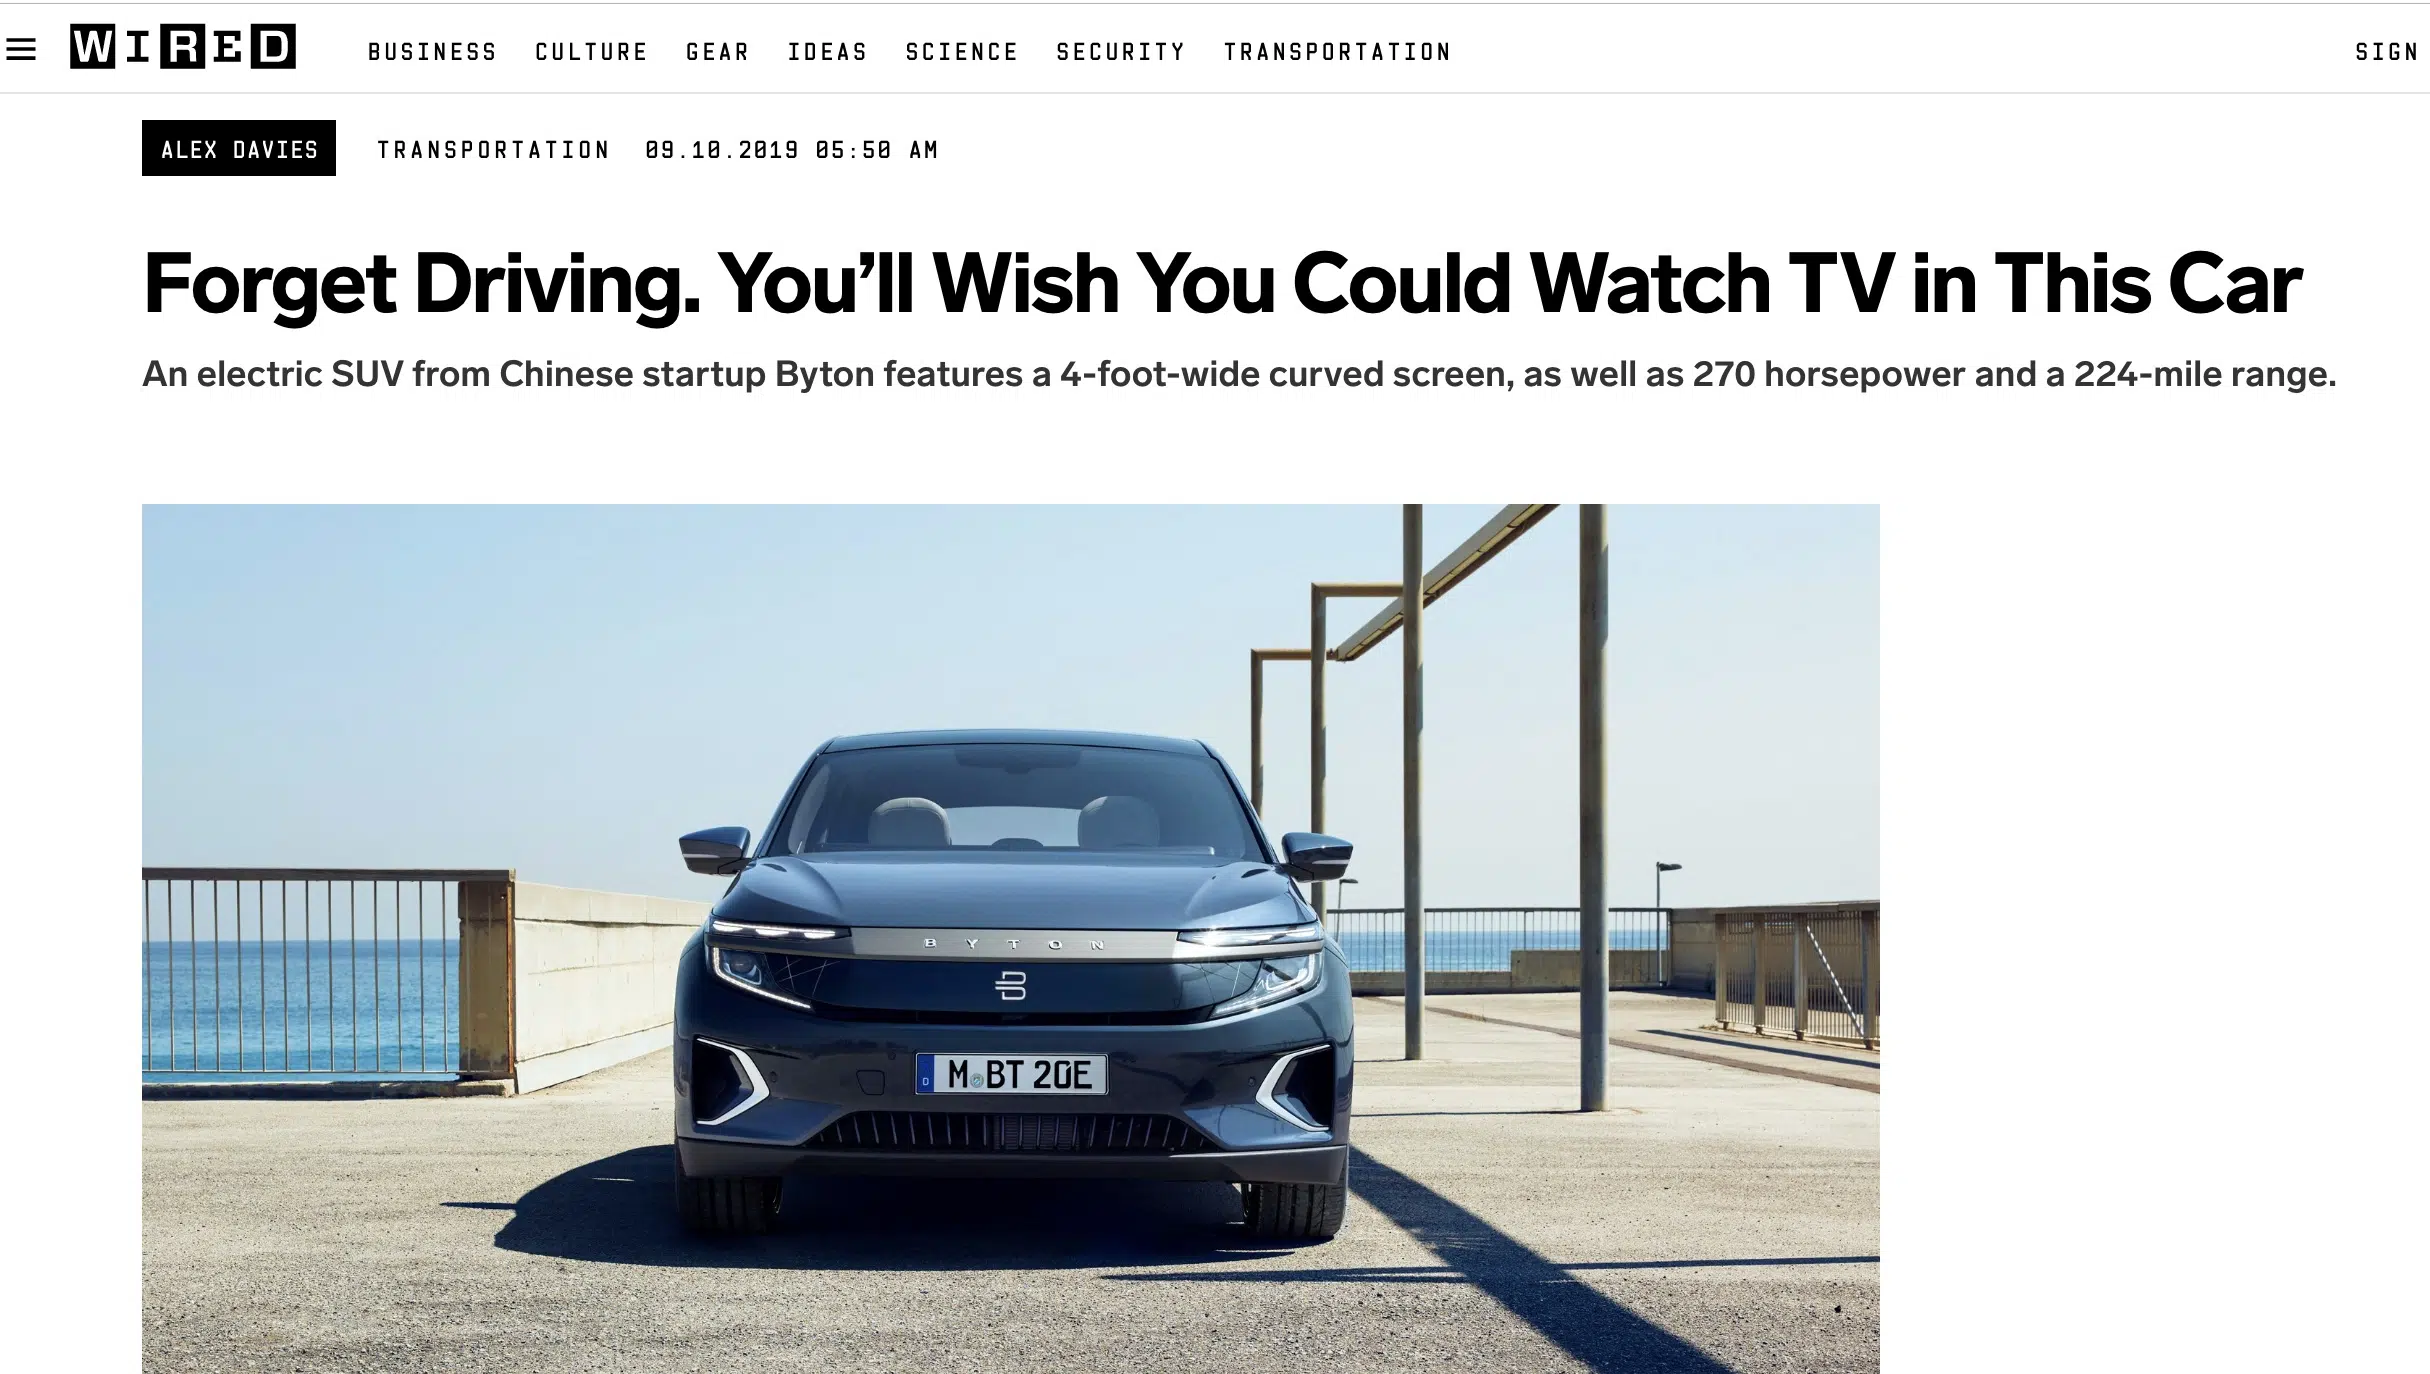 WIRED BUSINESS CULTURE GEAR IDEAS SCIENCE SECURITY TRANSPORTATION SIGN
ALEX DAVIES TRANSPORTATION 09.10.2019 05:50 AM
Forget Driving. You’ll Wish You Could Watch TV in This Car
An electric SUV from Chinese startup Byton features a 4-foot-wide curved screen, as well as 270 horsepower and a 224-mile range.
BYTON
D M BT 20E